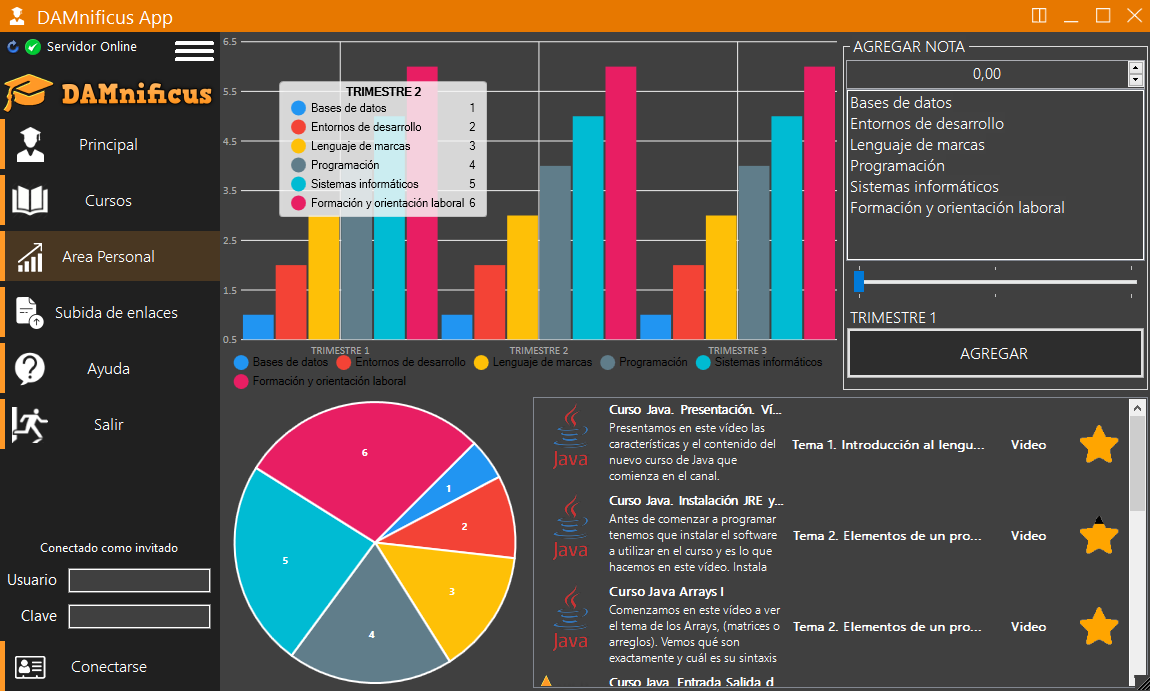 DAMnificus App
Servidor Online
DAMnificus
Principal
Cursos
Area Personal
Subida de enlaces
Ayuda
Salir
Conectado como invitado
Usuario
Clave
Conectarse
6.5
5.5
4.5
3.5
2.5
1.5
0.5
TRIMESTRE 2
Bases de datos 1
Entornos de desarrollo 2
Lenguaje de marcas 3
Programación 4
Sistemas informáticos 5
Formación y orientación laboral 6
TRIMESTRE 1 TRIMESTRE 2 TRIMESTRE 3
Bases de datos Entornos de desarrollo Lenguaje de marcas Programación Sistemas informáticos
Formación y orientación laboral
6
1
2
5
3
4
AGREGAR NOTA
0,00
Bases de datos
Entornos de desarrollo
Lenguaje de marcas
Programación
Sistemas informáticos
Formación y orientación laboral
TRIMESTRE 1
AGREGAR
Java
Curso Java. Presentación. Ví...
Presentamos en este vídeo las
características y el contenido del
nuevo curso de Java que
comienza en el canal.
Tema 1. Introducción al lengu...
Video
Java
Curso Java. Instalación JRE y...
Antes de comenzar a programar
tenemos que instalar el software
a utilizar en el curso y es lo que
hacemos en este vídeo. Instala
Tema 2. Elementos de un pro...
Video
Java
Curso Java Arrays I
Comenzamos en este vídeo a ver
el tema de los Arrays, (matrices o
arreglos). Vemos qué son
exactamente y cuál es su sintaxis
Tema 2. Elementos de un pro...
Video
Curso Java. Entrada Salida d